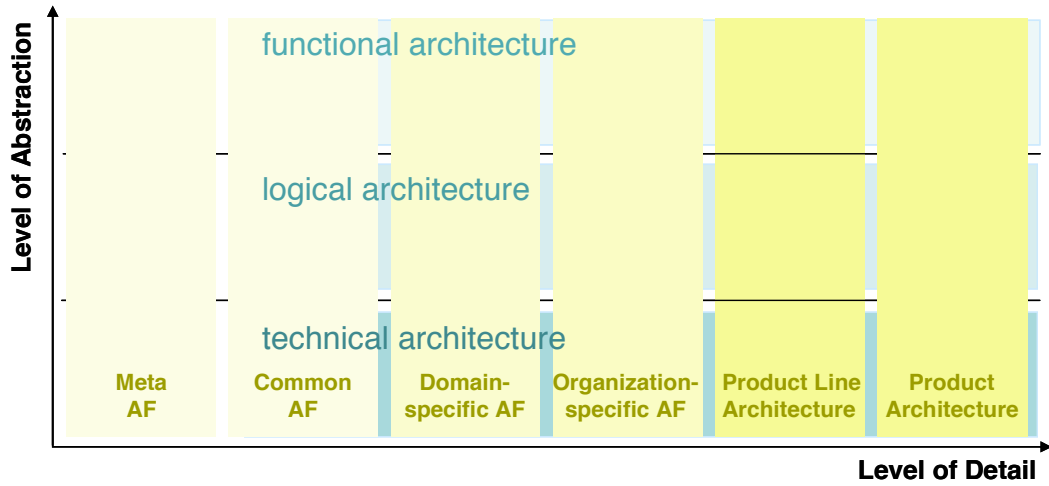 Level of Abstraction
functional architecture
logical architecture
technical architecture
Meta
AF
Common
AF
Domain-
specific AF
Organization-
specific AF
Product Line
Architecture
Product
Architecture
Level of Detail